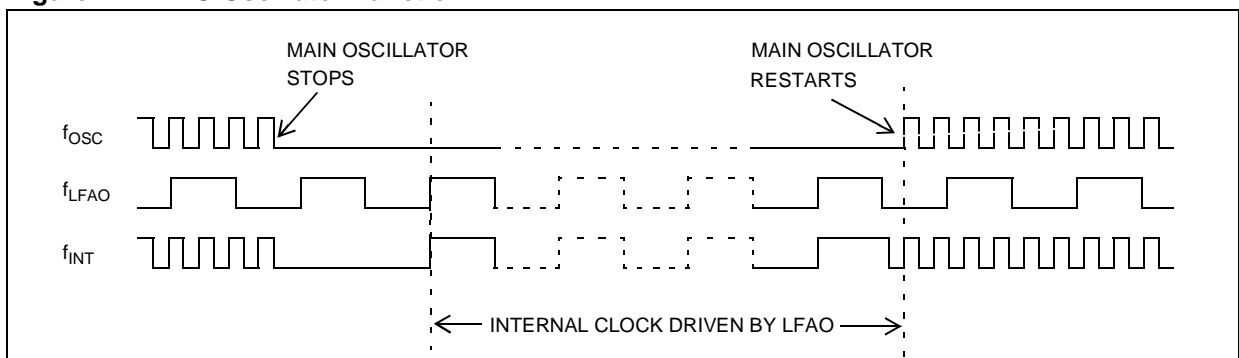 MAIN OSCILLATOR
STOPS
MAIN OSCILLATOR
RESTARTS
fOSC
fLFAO
fINT
INTERNAL CLOCK DRIVEN BY LFAO